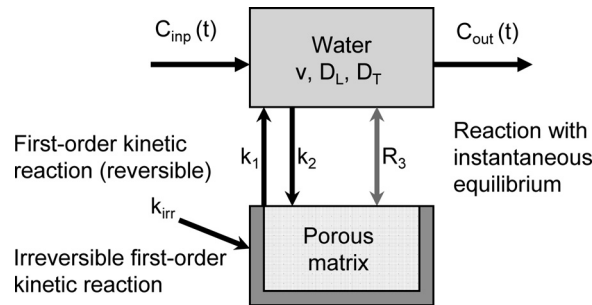 C_inp (t)
Water
v, D_L, D_T
C_out (t)
First-order kinetic
reaction (reversible)
k_1
k_2
R_3
Reaction with
instantaneous
equilibrium
k_irr
Irreversible first-order
kinetic reaction
Porous
matrix